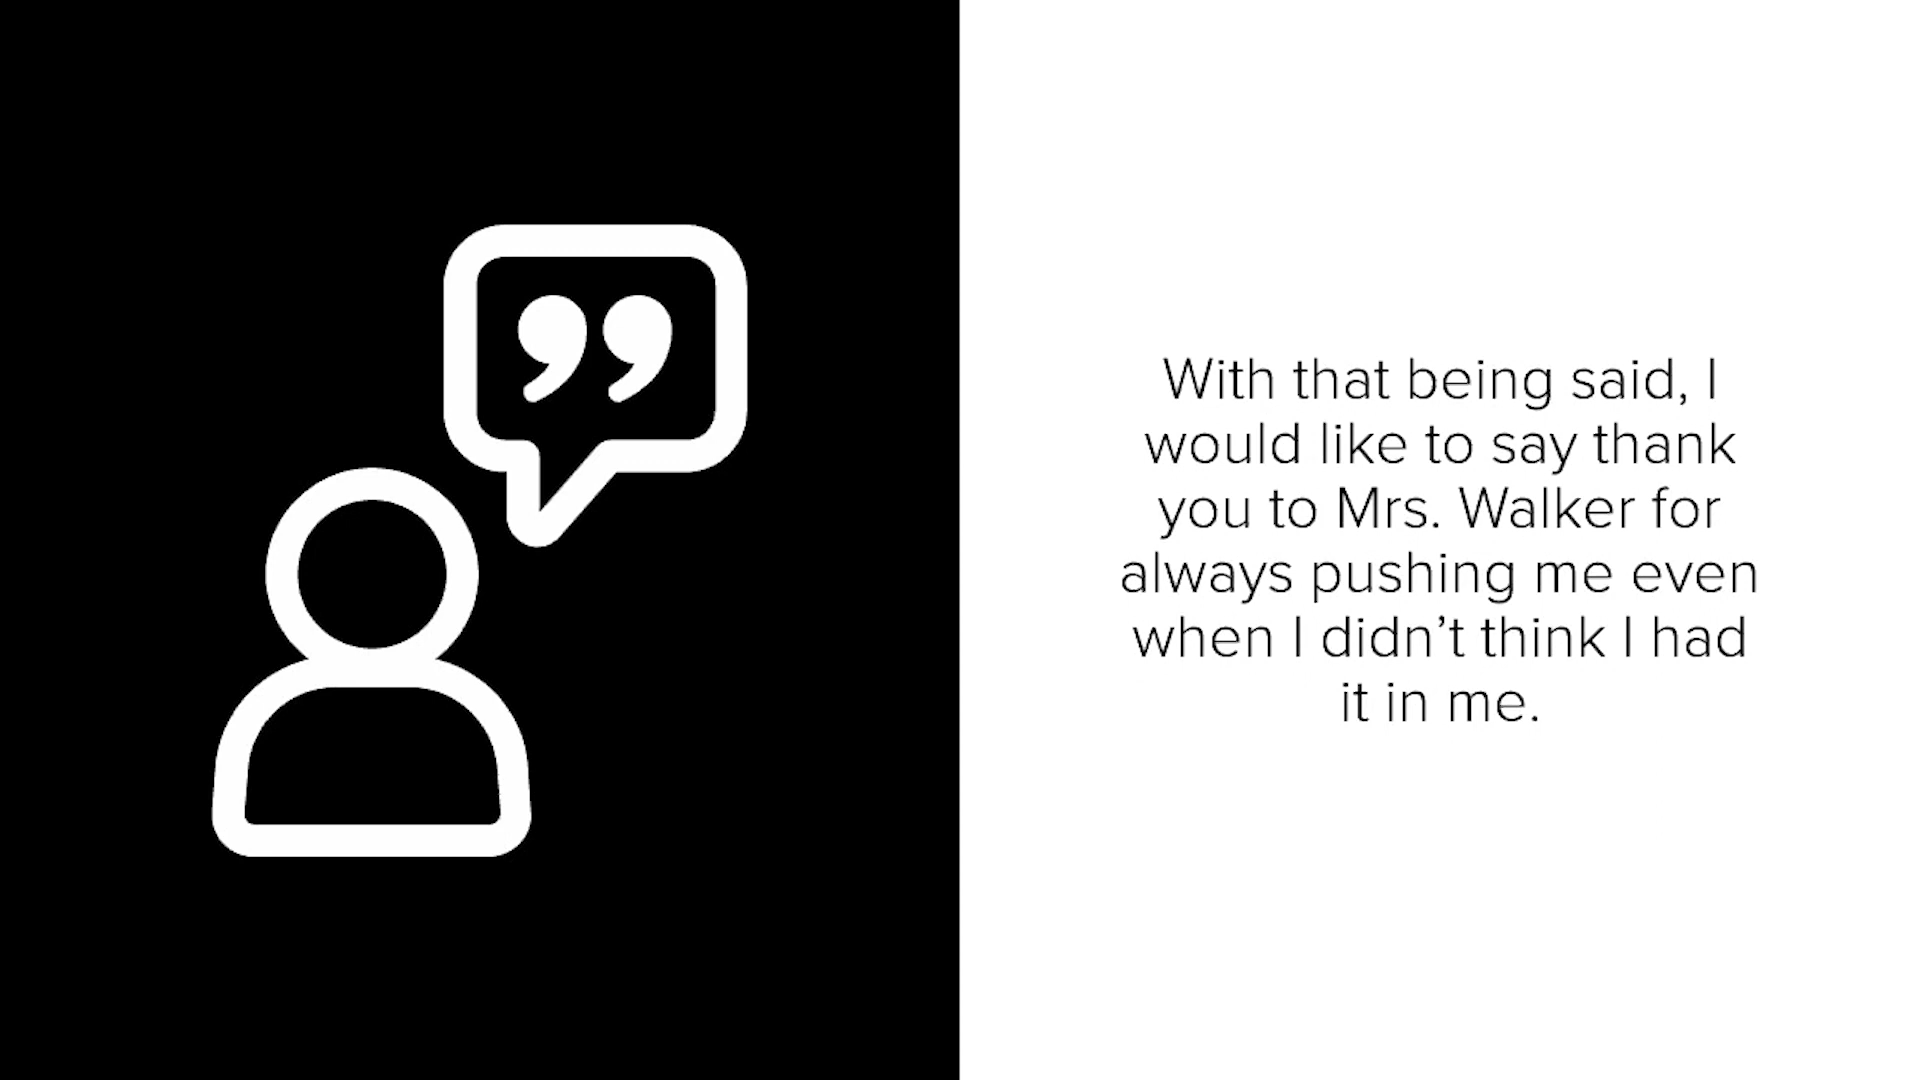 With that being said, I
would like to say thank
you to Mrs. Walker for
always pushing me even
when I didn’t think I had
it in me.